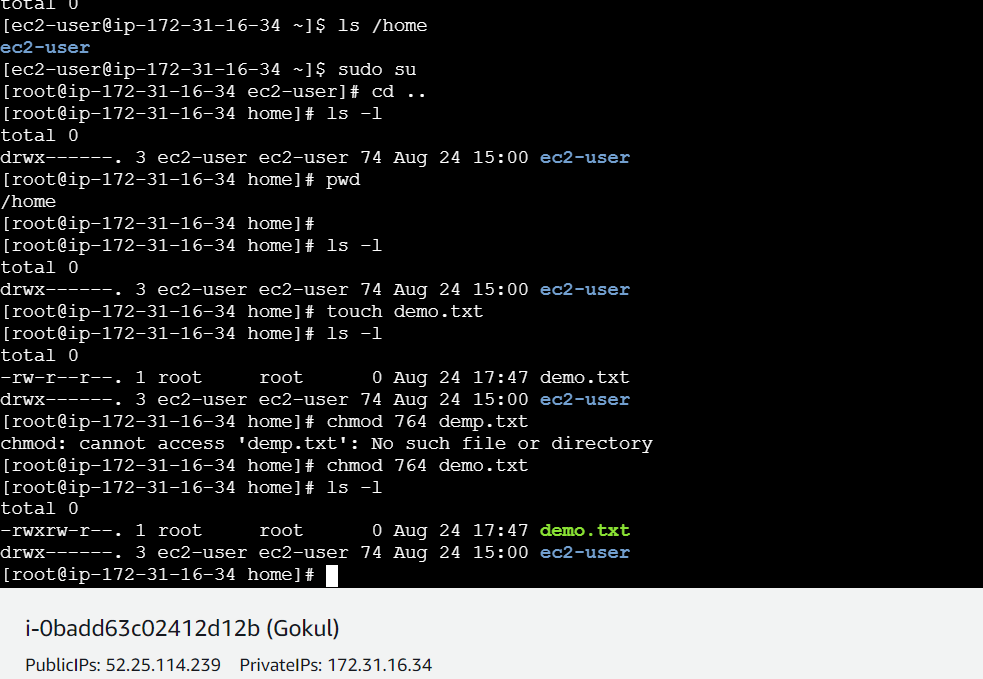 total 0
[ec2-user@ip-172-31-16-34 ~]$ ls /home
ec2-user
[ec2-user@ip-172-31-16-34 ~]$ sudo su
[root@ip-172-31-16-34 ec2-user]# cd ..
[root@ip-172-31-16-34 home]# ls -l
total 0
drwx------. 3 ec2-user ec2-user 74 Aug 24 15:00 ec2-user
[root@ip-172-31-16-34 home]# pwd
/home
[root@ip-172-31-16-34 home]#
[root@ip-172-31-16-34 home]# ls -l
total 0
drwx------. 3 ec2-user ec2-user 74 Aug 24 15:00 ec2-user
[root@ip-172-31-16-34 home]# touch demo.txt
[root@ip-172-31-16-34 home]# ls -l
total 0
-rw-r--r--. 1 root     root      0 Aug 24 17:47 demo.txt
drwx------. 3 ec2-user ec2-user 74 Aug 24 15:00 ec2-user
[root@ip-172-31-16-34 home]# chmod 764 demp.txt
chmod: cannot access 'demp.txt': No such file or directory
[root@ip-172-31-16-34 home]# chmod 764 demo.txt
[root@ip-172-31-16-34 home]# ls -l
total 0
-rwxrw-r--. 1 root     root      0 Aug 24 17:47 demo.txt
drwx------. 3 ec2-user ec2-user 74 Aug 24 15:00 ec2-user
[root@ip-172-31-16-34 home]#
i-0badd63c02412d12b (Gokul)
PublicIPs: 52.25.114.239    PrivateIPs: 172.31.16.34